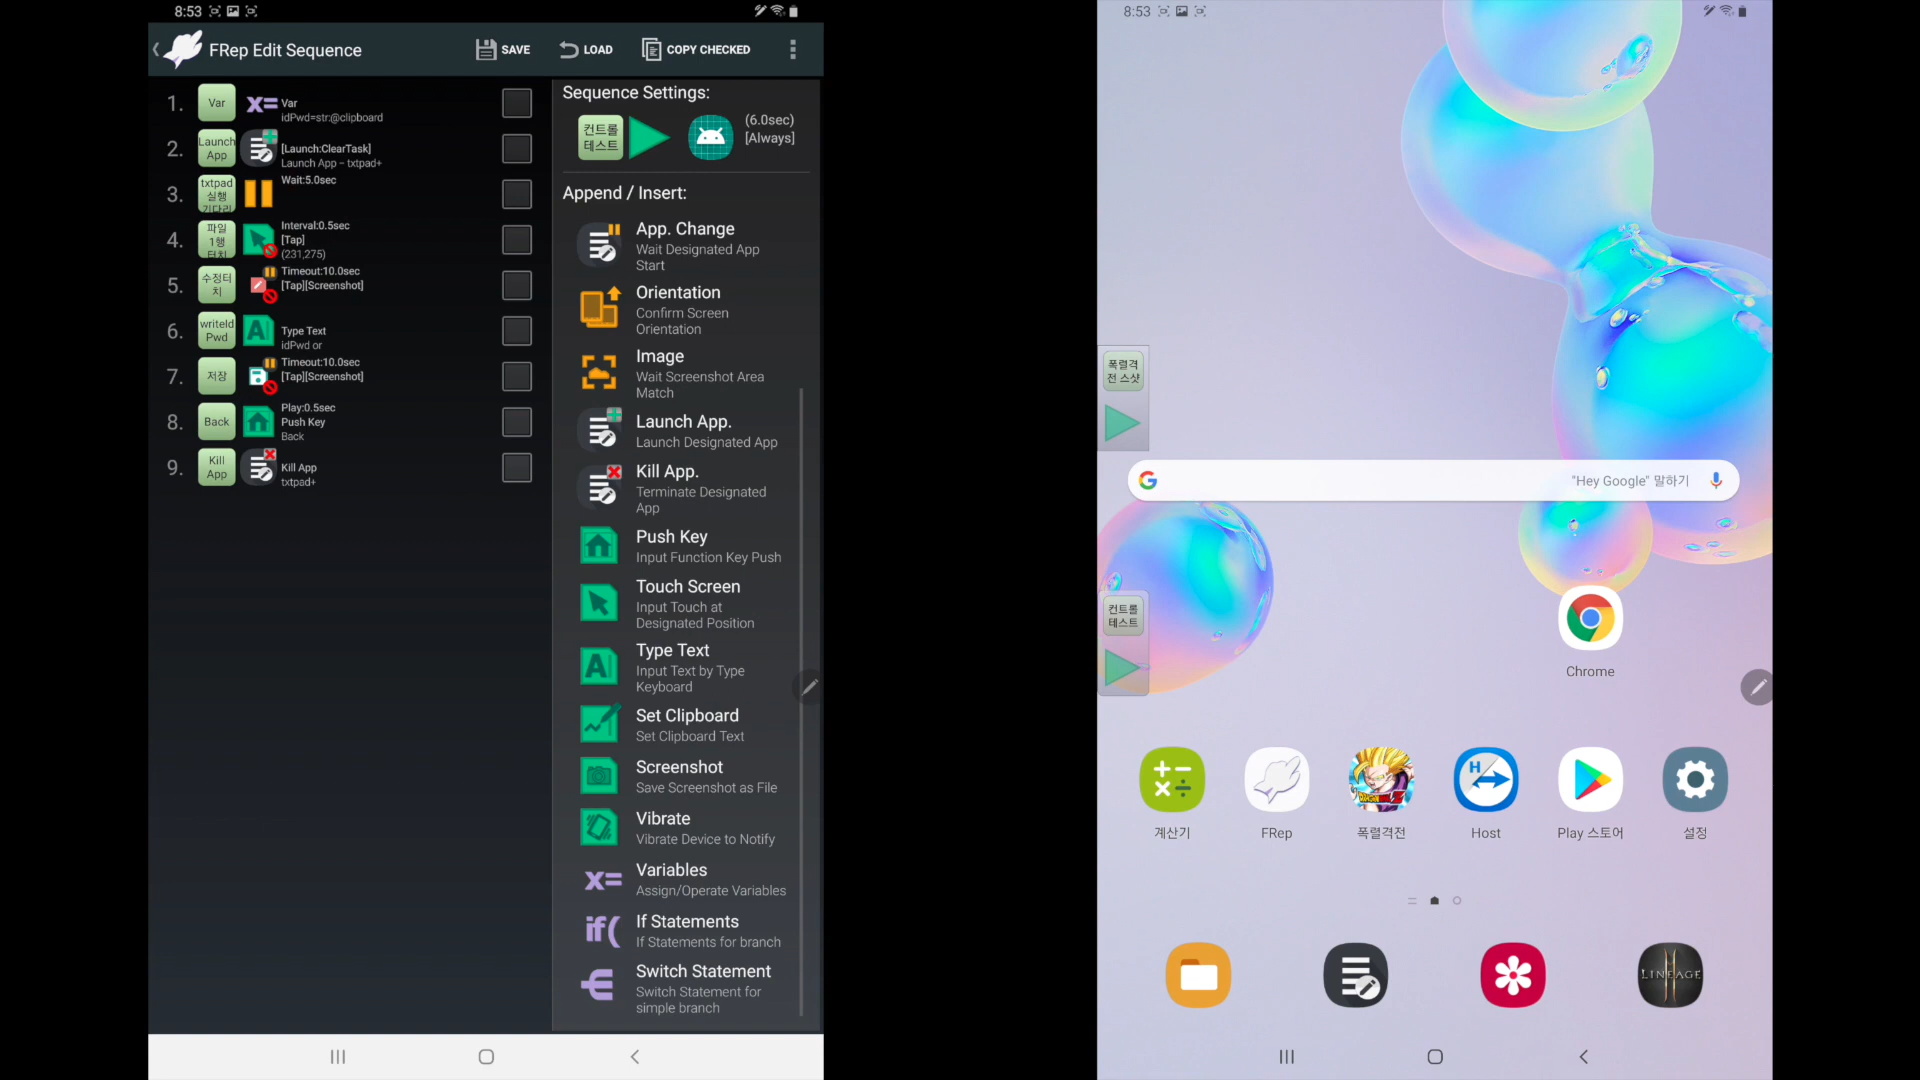 8:53
FRep Edit Sequence
SAVE
LOAD
COPY CHECKED
1.
Var
X=
Var
idPwd=str:@clipboard
2.
Launch
App
[Launch:ClearTask]
Launch App - txtpad+
3.
txtpad
실행
기다리
Wait:5.0sec
4.
파일
1행
터치
Interval:0.5sec
[Tap]
(231,275)
5.
수정터
치
Timeout:10.0sec
[Tap][Screenshot]
6.
writeId
Pwd
Type Text
idPwd or
7.
저장
Timeout:10.0sec
[Tap][Screenshot]
8.
Back
Play:0.5sec
Push Key
Back
9.
Kill
App
Kill App
txtpad+
Sequence Settings:
컨트롤
테스트
(6.0sec)
[Always]
Append / Insert:
App. Change
Wait Designated App
Start
Orientation
Confirm Screen
Orientation
Image
Wait Screenshot Area
Match
Launch App.
Launch Designated App
Kill App.
Terminate Designated
App
Push Key
Input Function Key Push
Touch Screen
Input Touch at
Designated Position
Type Text
Input Text by Type
Keyboard
Set Clipboard
Set Clipboard Text
Screenshot
Save Screenshot as File
Vibrate
Vibrate Device to Notify
X=
Variables
Assign/Operate Variables
if(
If Statements
If Statements for branch
Switch Statement
Switch Statement for
simple branch
8:53
폭렬격
전 스샷
"Hey Google" 말하기
컨트롤
테스트
Chrome
계산기
FRep
폭렬격전
H
Host
Play 스토어
설정
LINEAGE